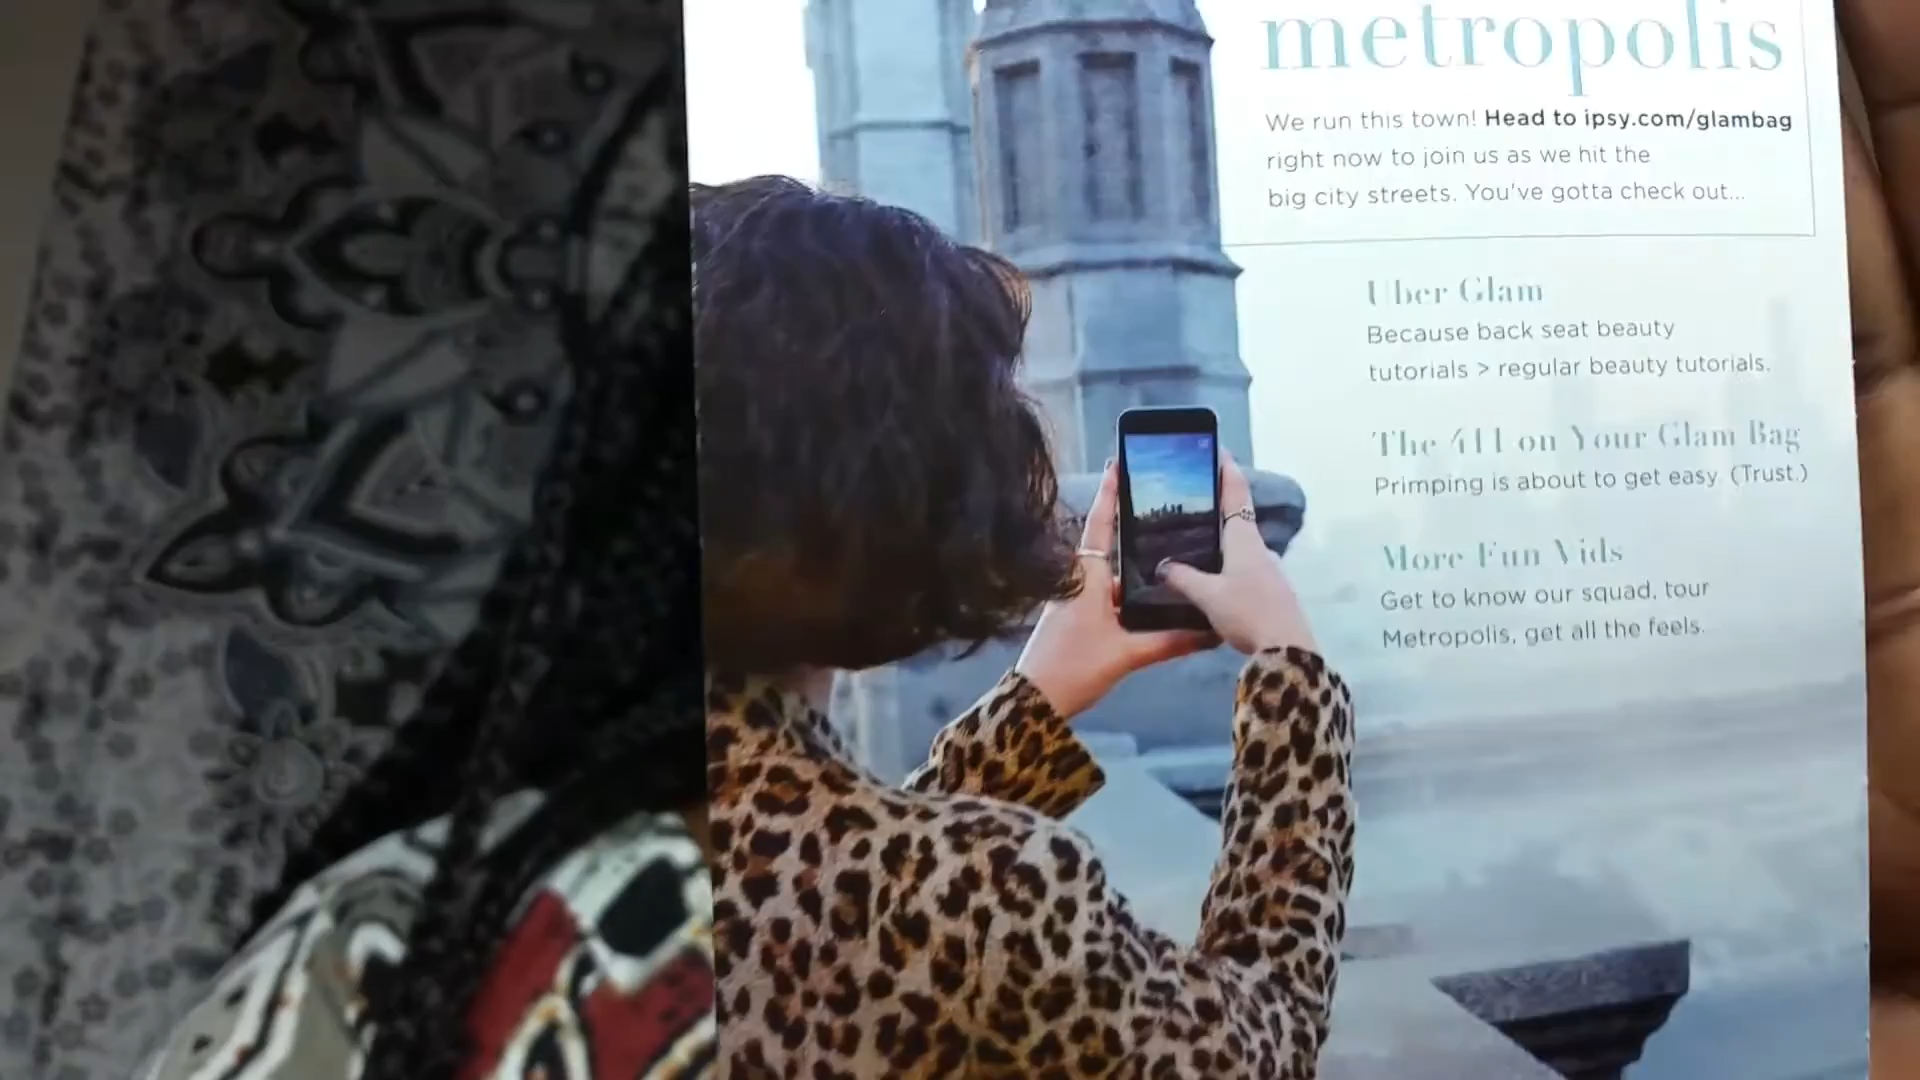 metropolis
We run this town! Head to ipsy.com/glambag
right now to join us as we hit the
big city streets. You've gotta check out...
Uber Glam
Because back seat beauty
tutorials > regular beauty tutorials.
The 411 on Your Glam Bag
Primping is about to get easy. (Trust.)
More Fun Vids
Get to know our squad, tour
Metropolis, get all the feels.